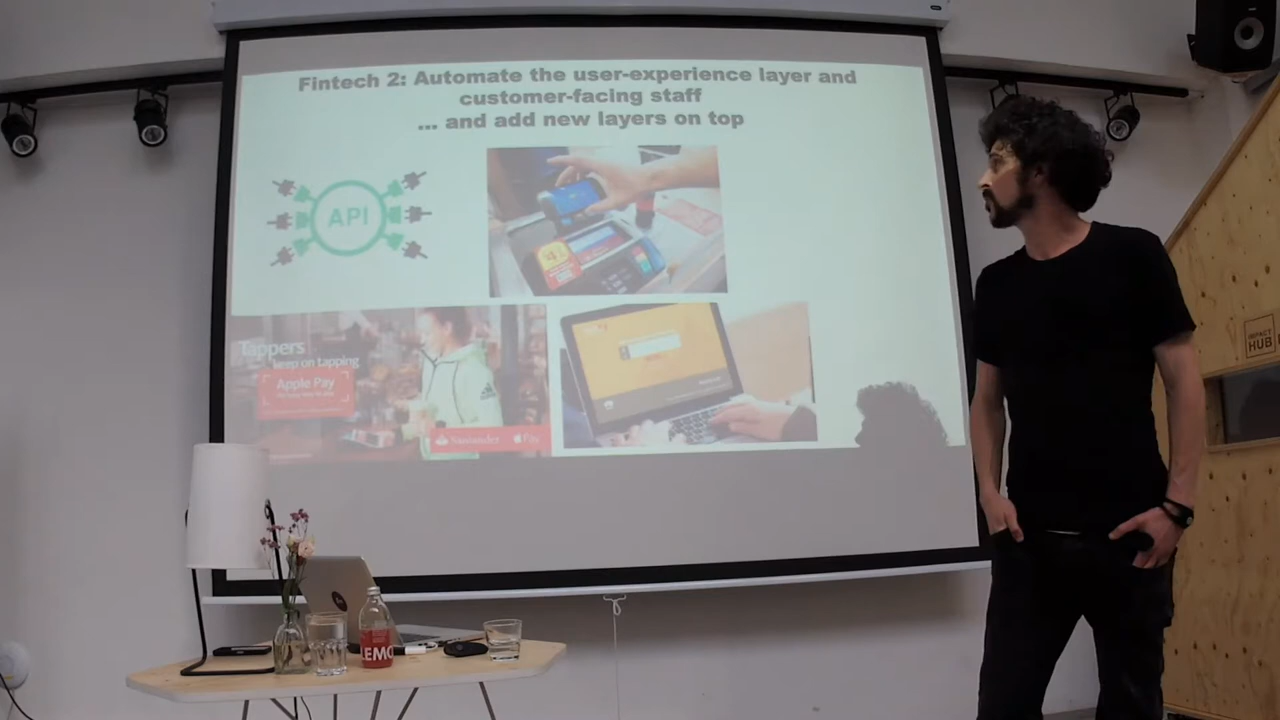 Fintech 2: Automate the user-experience layer and
customer-facing staff
... and add new layers on top
API
Tappers
keep on tapping
Apple Pay
Santander
Pay
IMPACT
HUB
LEMO